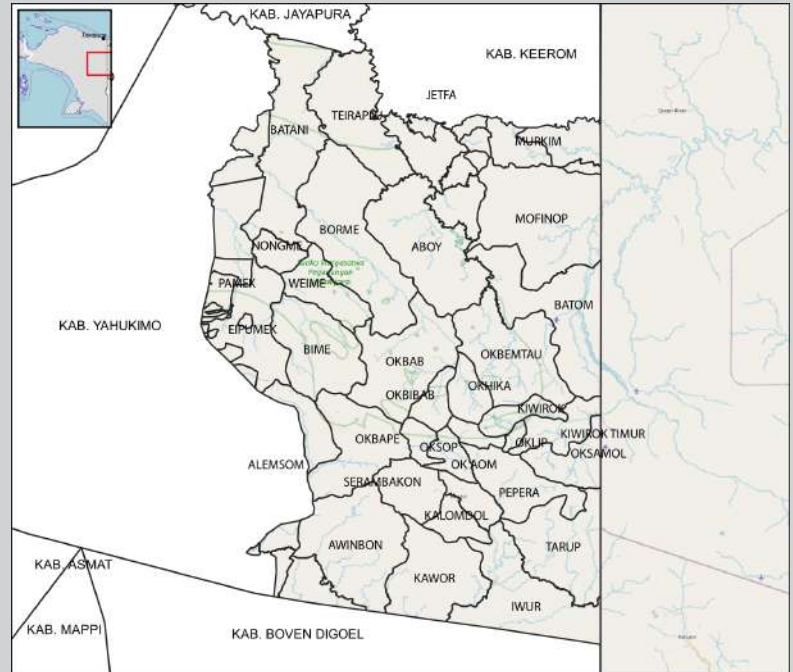 KAB. JAYAPURA
KAB. KEEROM
JETFA
TEIRAPLU
BATANI
MURKIM
MOFINOP
BORME
ABOY
NONGME
PAMEK
WEIME
BATOM
KAB. YAHUKIMO
EIPUMEK
BIME
OKBAB
OKBEMTAU
OKHIKA
OKBIBAB
KIWIROK
KIWIROK TIMUR
OKBAPE
OKSOP
OKLIP
OKSAMOL
ALEMSOM
OK AOM
SERAMBAKON
PEPERA
KALOMDOL
AWINBON
TARUP
KAB. ASMAT
KAWOR
IWUR
KAB. MAPPI
KAB. BOVEN DIGOEL